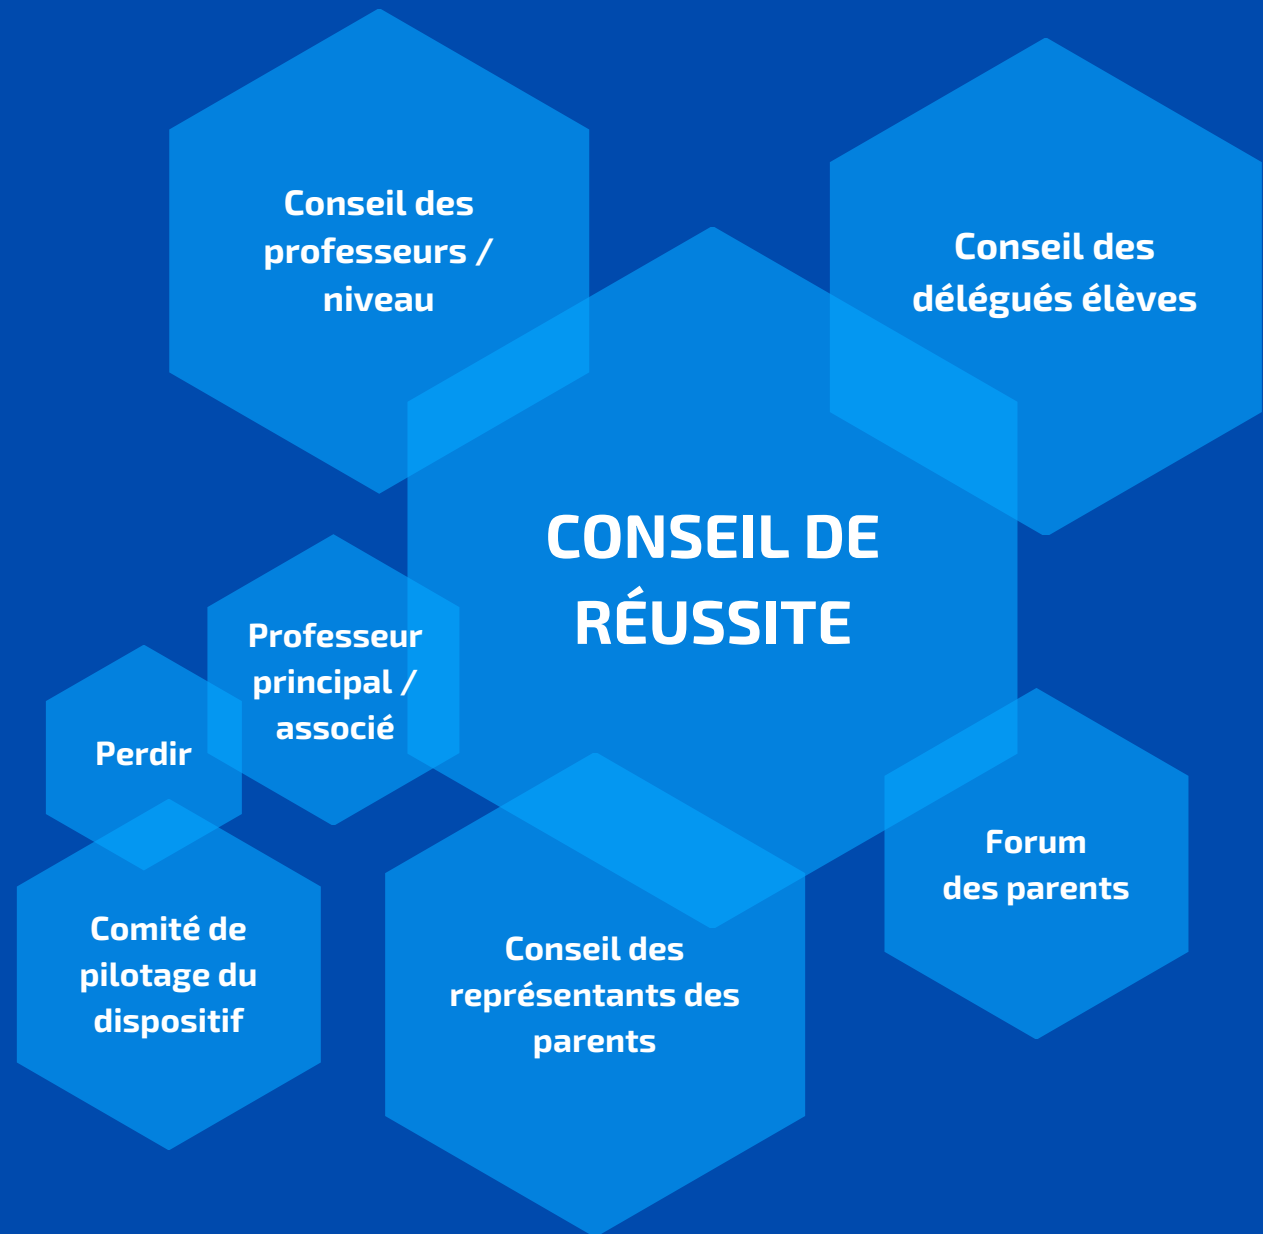 Conseil des
professeurs /
niveau
Conseil des
délégués élèves
CONSEIL DE
RÉUSSITE
Professeur
principal /
associé
Perdir
Forum
des parents
Comité de
pilotage du
dispositif
Conseil des
représentants des
parents